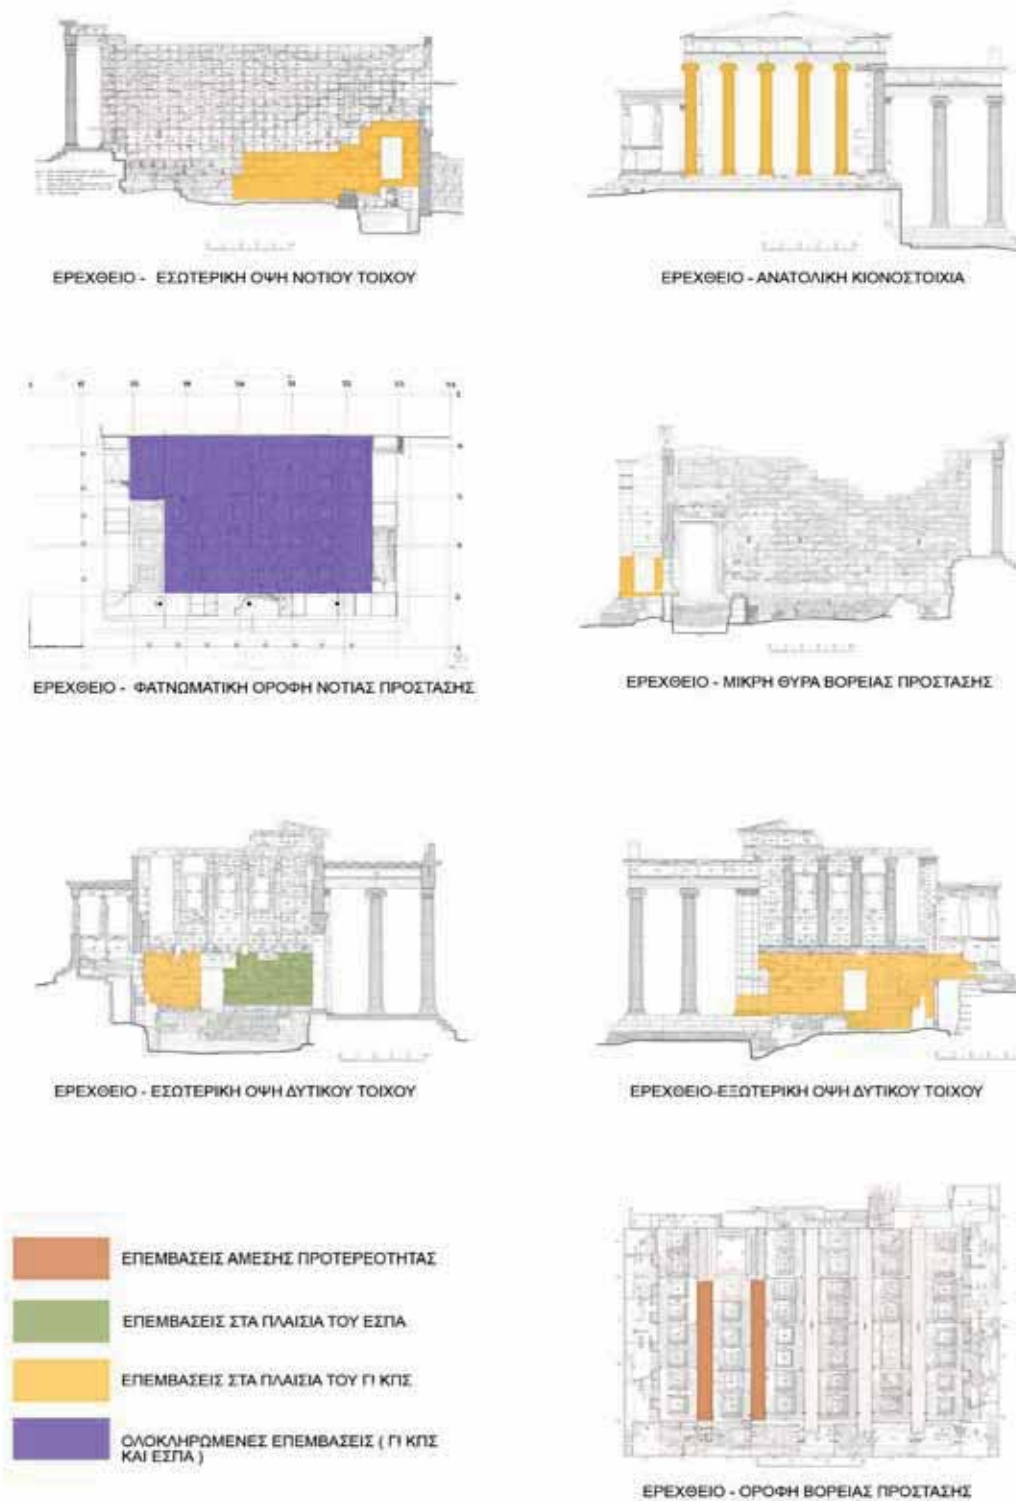 ΕΡΕΧΘΕΙΟ - ΕΣΩΤΕΡΙΚΗ ΟΨΗ ΝΟΤΙΟΥ ΤΟΙΧΟΥ
ΕΡΕΧΘΕΙΟ - ΑΝΑΤΟΛΙΚΗ ΚΙΟΝΟΣΤΟΙΧΙΑ
ΕΡΕΧΘΕΙΟ - ΦΑΤΝΩΜΑΤΙΚΗ ΟΡΟΦΗ ΝΟΤΙΑΣ ΠΡΟΣΤΑΣΗΣ
ΕΡΕΧΘΕΙΟ - ΜΙΚΡΗ ΘΥΡΑ ΒΟΡΕΙΑΣ ΠΡΟΣΤΑΣΗΣ
ΕΡΕΧΘΕΙΟ - ΕΣΩΤΕΡΙΚΗ ΟΨΗ ΔΥΤΙΚΟΥ ΤΟΙΧΟΥ
ΕΡΕΧΘΕΙΟ-ΕΞΩΤΕΡΙΚΗ ΟΨΗ ΔΥΤΙΚΟΥ ΤΟΙΧΟΥ
ΕΠΕΜΒΑΣΕΙΣ ΑΜΕΣΗΣ ΠΡΟΤΕΡΕΟΤΗΤΑΣ
ΕΠΕΜΒΑΣΕΙΣ ΣΤΑ ΠΛΑΙΣΙΑ ΤΟΥ ΕΣΠΑ
ΕΠΕΜΒΑΣΕΙΣ ΣΤΑ ΠΛΑΙΣΙΑ ΤΟΥ Γ΄ ΚΠΣ
ΟΛΟΚΛΗΡΩΜΕΝΕΣ ΕΠΕΜΒΑΣΕΙΣ ( Γ΄ ΚΠΣ
ΚΑΙ ΕΣΠΑ )
ΕΡΕΧΘΕΙΟ - ΟΡΟΦΗ ΒΟΡΕΙΑΣ ΠΡΟΣΤΑΣΗΣ